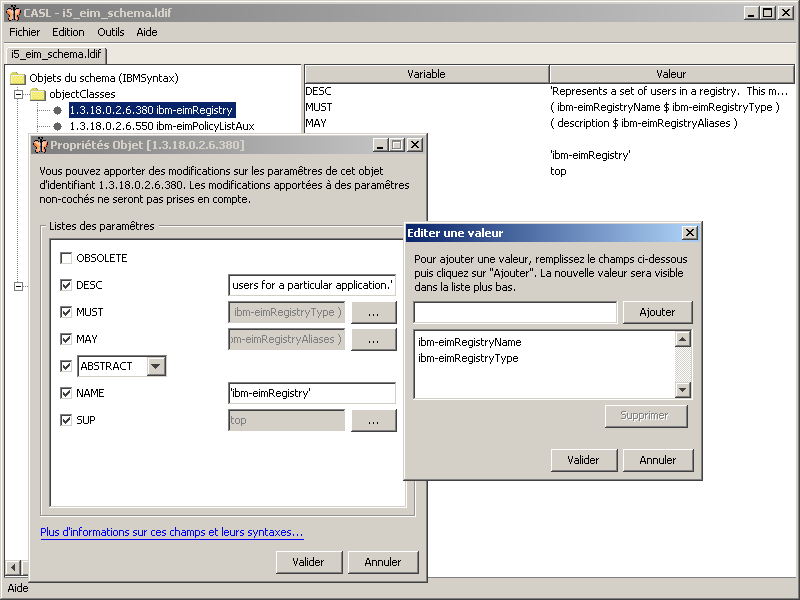 CASL - i5_eim_schema.ldif
Fichier Edition Outils Aide
i5_eim_schema.ldif
Objets du schema (IBMSyntax)
objectClasses
1.3.18.0.2.6.380 ibm-eimRegistry
1.3.18.0.2.6.550 ibm-eimPolicyListAux
Variable Valeur
DESC 'Represents a set of users in a registry. This m...
MUST ( ibm-eimRegistryName $ ibm-eimRegistryType )
MAY ( description $ ibm-eimRegistryAliases )
'ibm-eimRegistry'
top
Propriétés Objet [1.3.18.0.2.6.380]
Vous pouvez apporter des modifications sur les paramètres de cet objet
d'identifiant 1.3.18.0.2.6.380. Les modifications apportées à des paramètres
non-cochés ne seront pas prises en compte.
Listes des paramètres
OBSOLETE
DESC users for a particular application.'
MUST ibm-eimRegistryType ) ...
MAY om-eimRegistryAliases ) ...
ABSTRACT
NAME 'ibm-eimRegistry'
SUP top ...
Plus d'informations sur ces champs et leurs syntaxes...
Valider Annuler
Editer une valeur
Pour ajouter une valeur, remplissez le champs ci-dessous
puis cliquez sur "Ajouter". La nouvelle valeur sera visible
dans la liste plus bas.
Ajouter
ibm-eimRegistryName
ibm-eimRegistryType
Supprimer
Valider Annuler
Aide